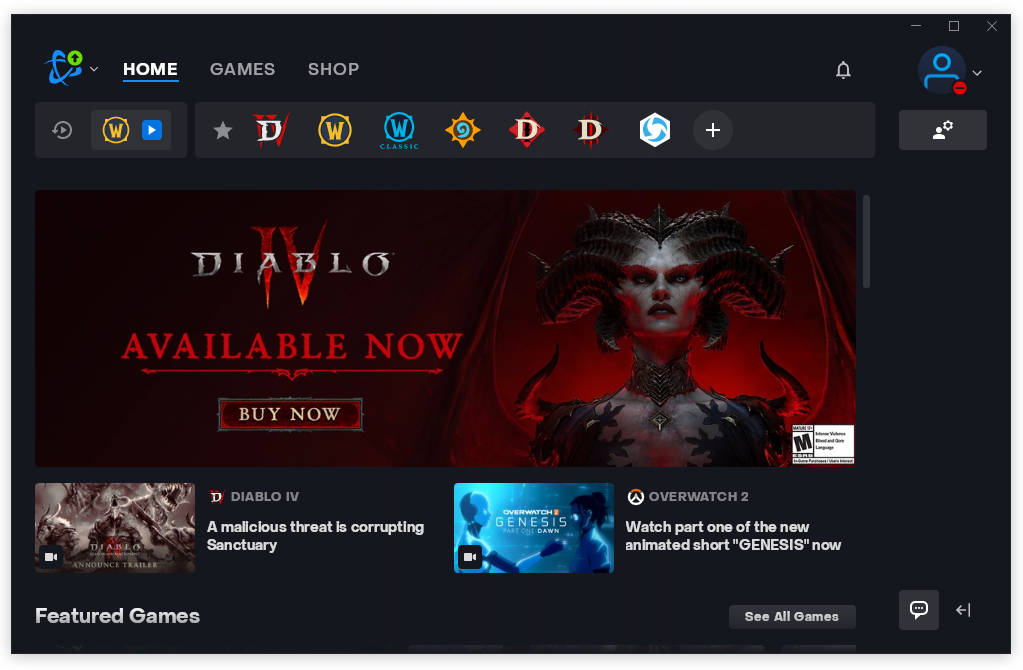 HOME GAMES SHOP
W
W
W
CLASSIC
D
D
DIABLO
IV
AVAILABLE NOW
BUY NOW
MATURE 17+
M
ESRB
Intense Violence
Blood and Gore
Language
In-Game Purchases / Users Interact
DIABLO IV
A malicious threat is corrupting
Sanctuary
DIABLO
ANNOUNCE TRAILER
OVERWATCH 2
Watch part one of the new
animated short "GENESIS" now
OVERWATCH 2
GENESIS
PART ONE DAWN
Featured Games
See All Games